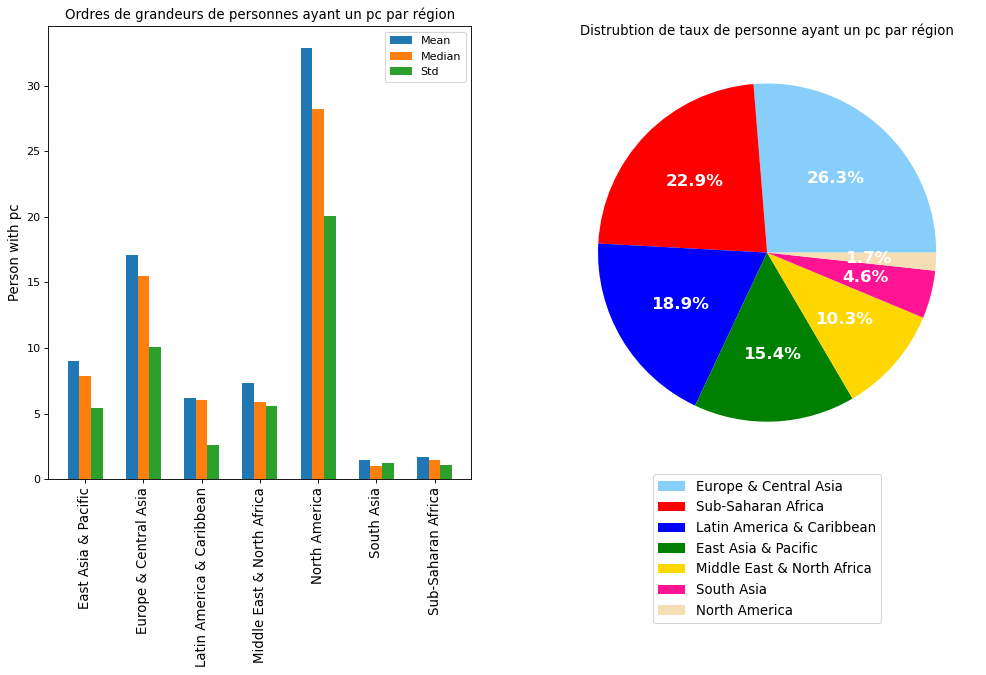 Ordres de grandeurs de personnes ayant un pc par région
Mean
Median
Std
Person with pc
30
25
20
15
10
5
0
East Asia & Pacific
Europe & Central Asia
Latin America & Caribbean
Middle East & North Africa
North America
South Asia
Sub-Saharan Africa
Distrubtion de taux de personne ayant un pc par région
26.3%
22.9%
18.9%
15.4%
10.3%
4.6%
1.7%
Europe & Central Asia
Sub-Saharan Africa
Latin America & Caribbean
East Asia & Pacific
Middle East & North Africa
South Asia
North America